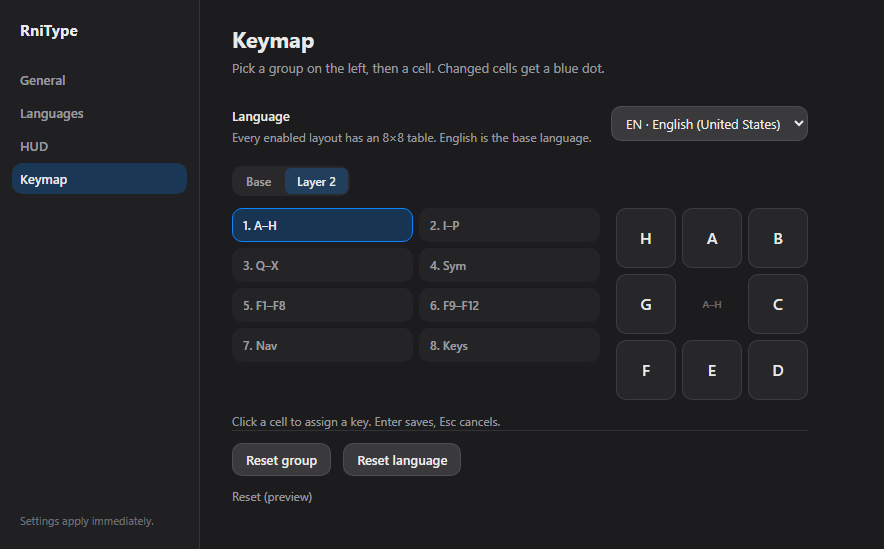 RniType
General
Languages
HUD
Keymap
Settings apply immediately.
Keymap
Pick a group on the left, then a cell. Changed cells get a blue dot.
Language
Every enabled layout has an 8×8 table. English is the base language.
EN · English (United States)
Base
Layer 2
1. A–H
2. I–P
3. Q–X
4. Sym
5. F1–F8
6. F9–F12
7. Nav
8. Keys
H A B
G A–H C
F E D
Click a cell to assign a key. Enter saves, Esc cancels.
Reset group
Reset language
Reset (preview)